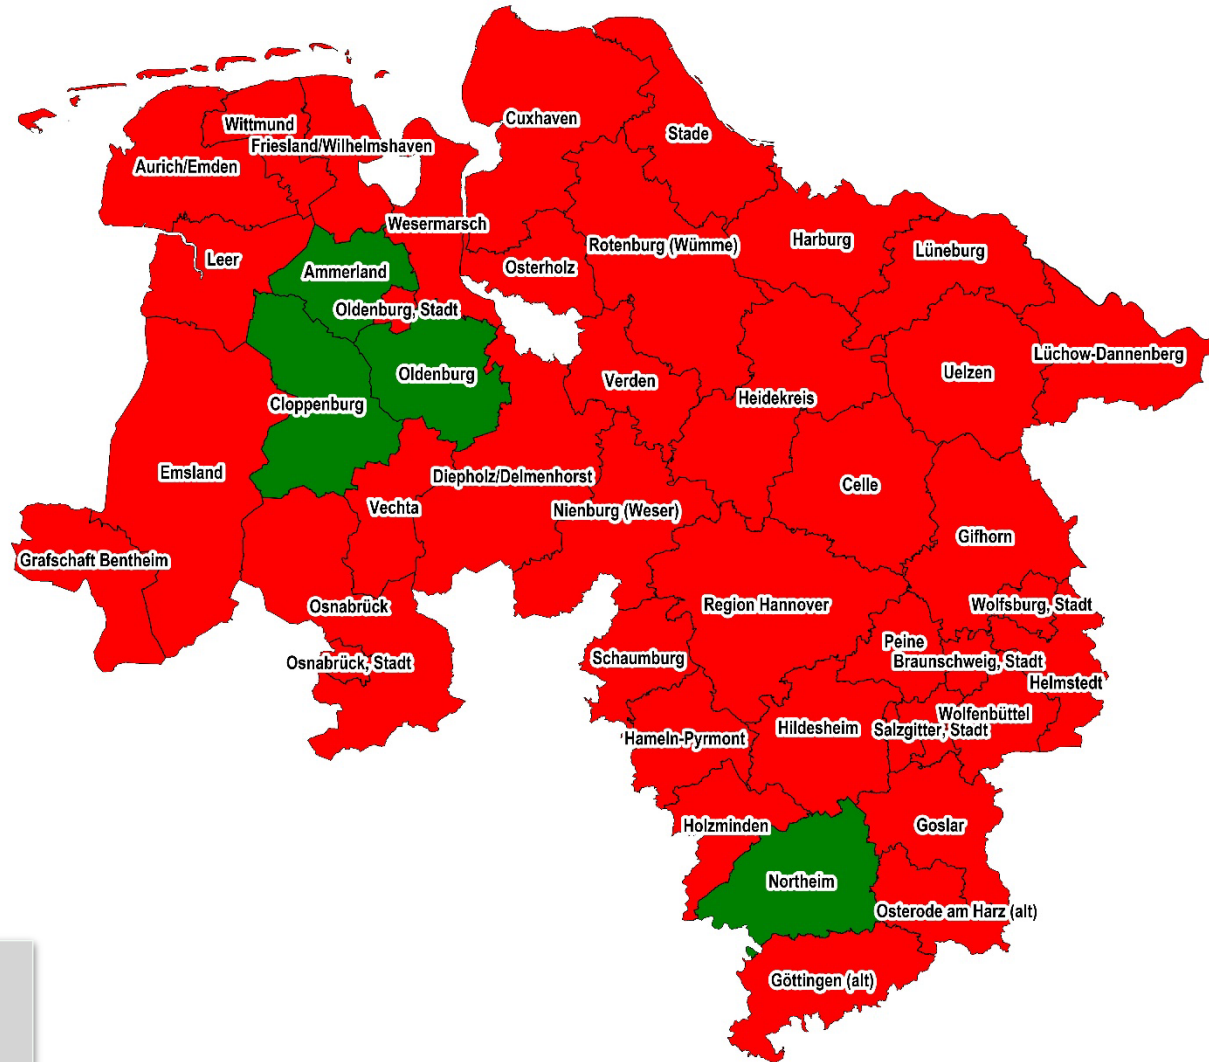 Cuxhaven
Wittmund
Stade
Friesland/Wilhelmshaven
Aurich/Emden
Wesermarsch
Harburg
Rotenburg (Wümme)
Lüneburg
Leer
Osterholz
Ammerland
Oldenburg, Stadt
Lüchow-Dannenberg
Oldenburg
Uelzen
Verden
Heidekreis
Cloppenburg
Emsland
Diepholz/Delmenhorst
Celle
Vechta
Nienburg (Weser)
Gifhorn
Grafschaft Bentheim
Osnabrück
Region Hannover
Wolfsburg, Stadt
Peine
Schaumburg
Braunschweig, Stadt
Osnabrück, Stadt
Helmstedt
Wolfenbüttel
Hildesheim
Salzgitter, Stadt
Hameln-Pyrmont
Holzminden
Goslar
Northeim
Osterode am Harz (alt)
Göttingen (alt)